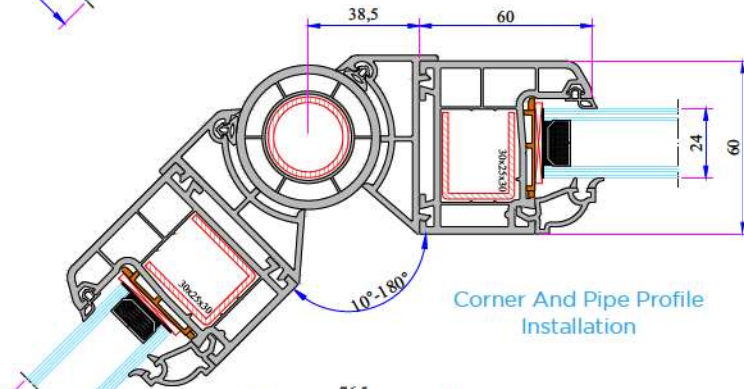 38,5
60
24
60
30x25x30
30x25x30
10°-180°
Corner And Pipe Profile
Installation